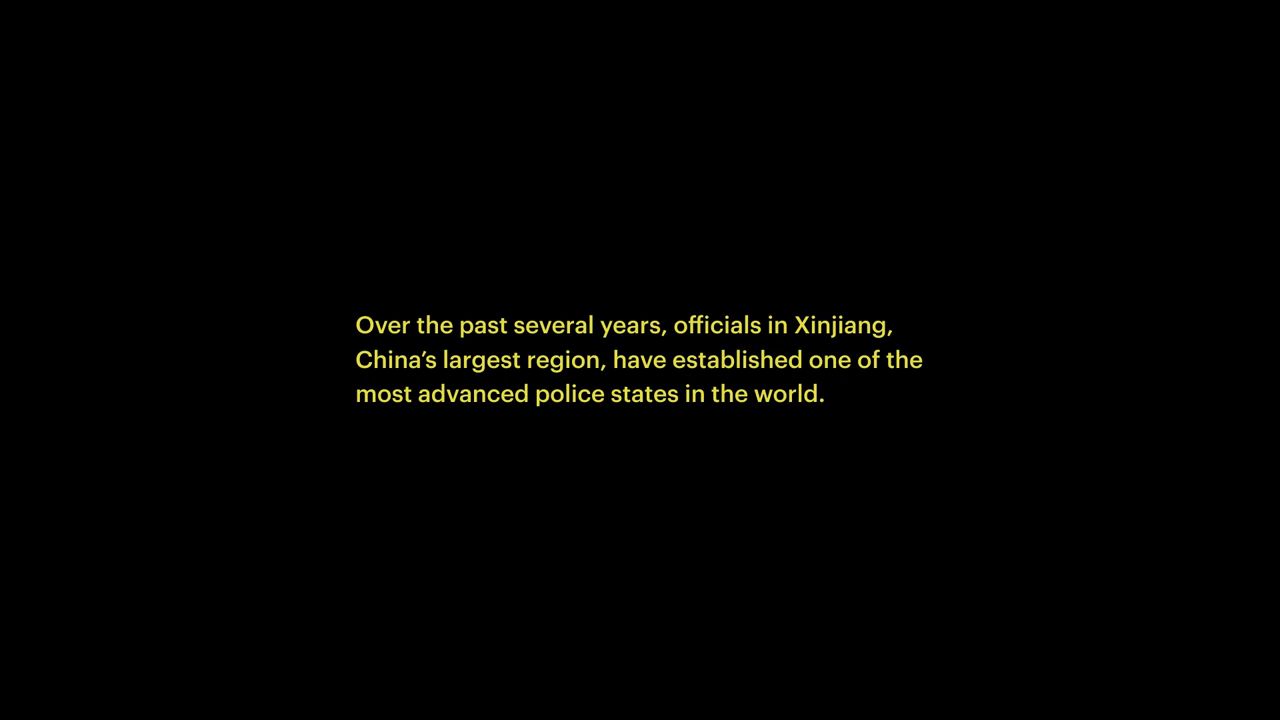 Over the past several years, officials in Xinjiang,
China’s largest region, have established one of the
most advanced police states in the world.